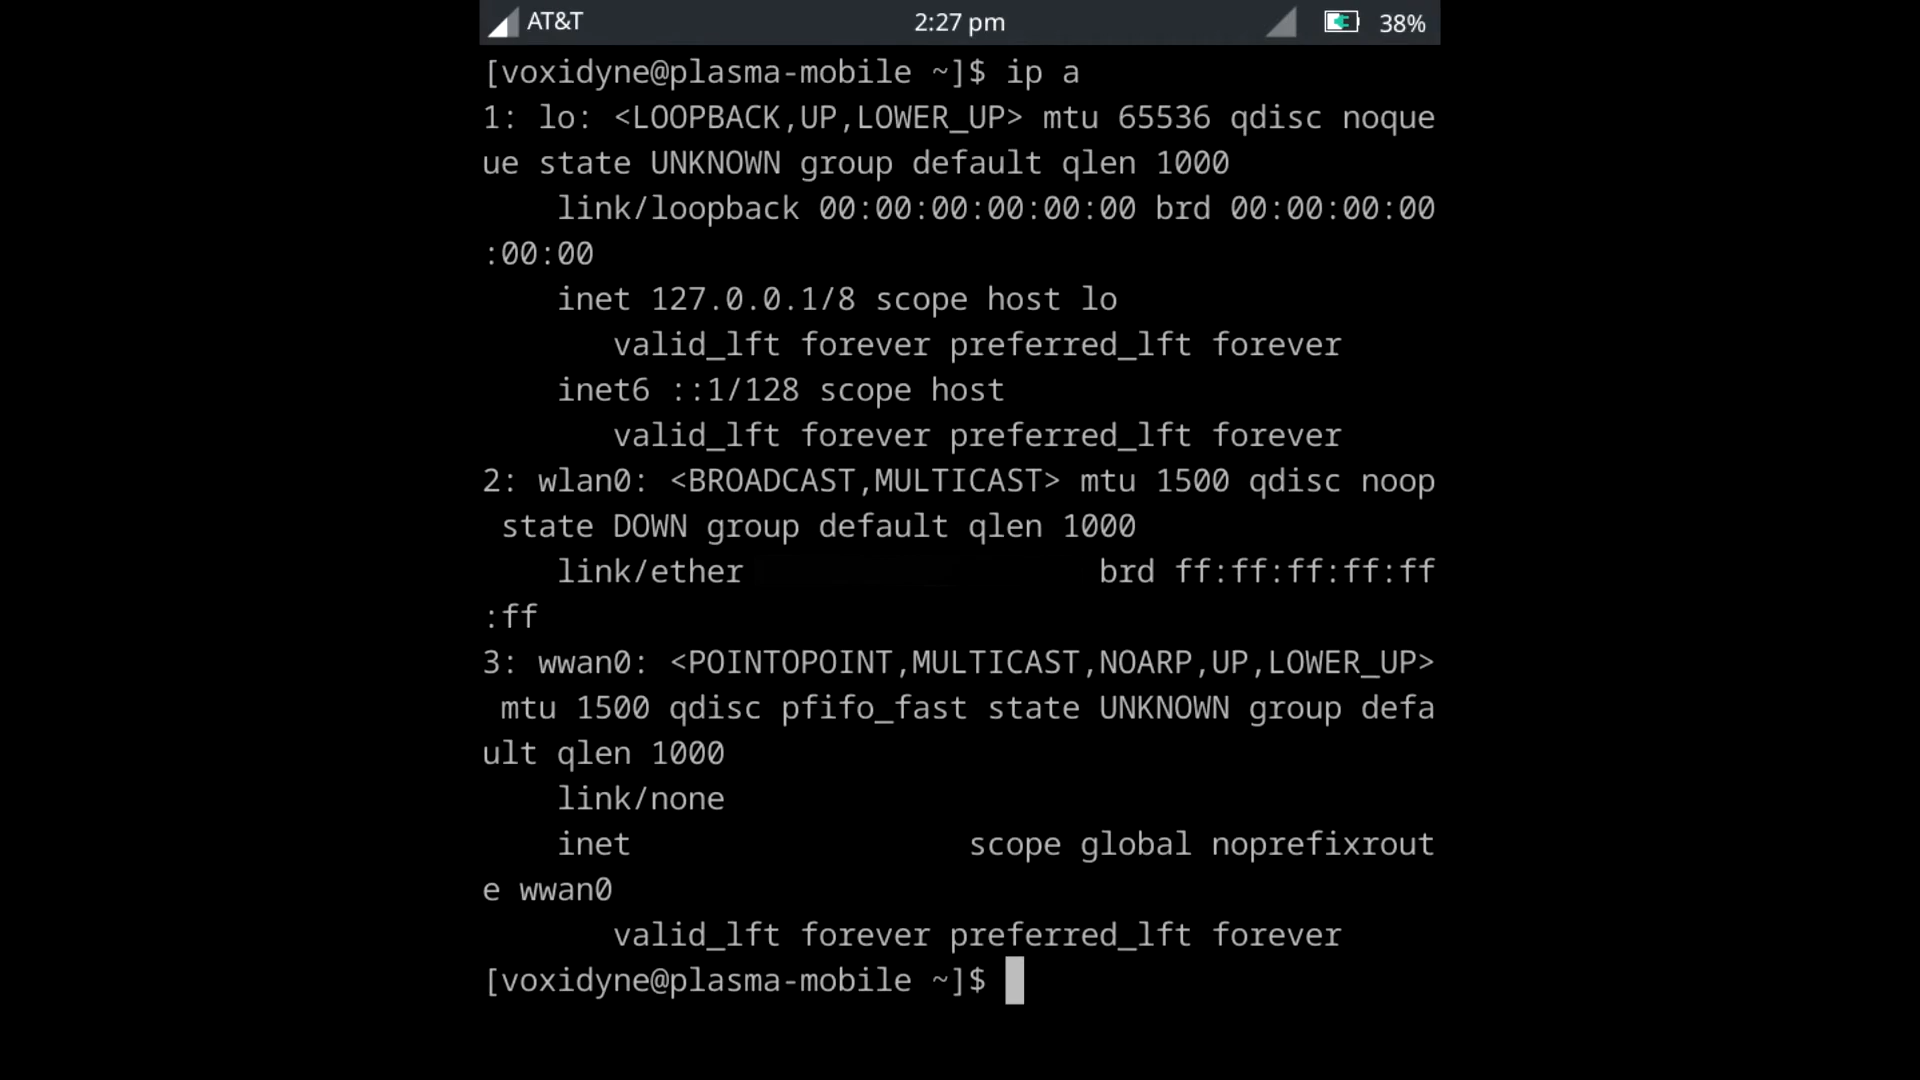 AT&T 2:27 pm 38%
[voxidyne@plasma-mobile ~]$ ip a
1: lo: <LOOPBACK,UP,LOWER_UP> mtu 65536 qdisc noque
ue state UNKNOWN group default qlen 1000
    link/loopback 00:00:00:00:00:00 brd 00:00:00:00
:00:00
    inet 127.0.0.1/8 scope host lo
       valid_lft forever preferred_lft forever
    inet6 ::1/128 scope host
       valid_lft forever preferred_lft forever
2: wlan0: <BROADCAST,MULTICAST> mtu 1500 qdisc noop
 state DOWN group default qlen 1000
    link/ether                   brd ff:ff:ff:ff:ff
:ff
3: wwan0: <POINTOPOINT,MULTICAST,NOARP,UP,LOWER_UP>
 mtu 1500 qdisc pfifo_fast state UNKNOWN group defa
ult qlen 1000
    link/none
    inet                  scope global noprefixrout
e wwan0
       valid_lft forever preferred_lft forever
[voxidyne@plasma-mobile ~]$